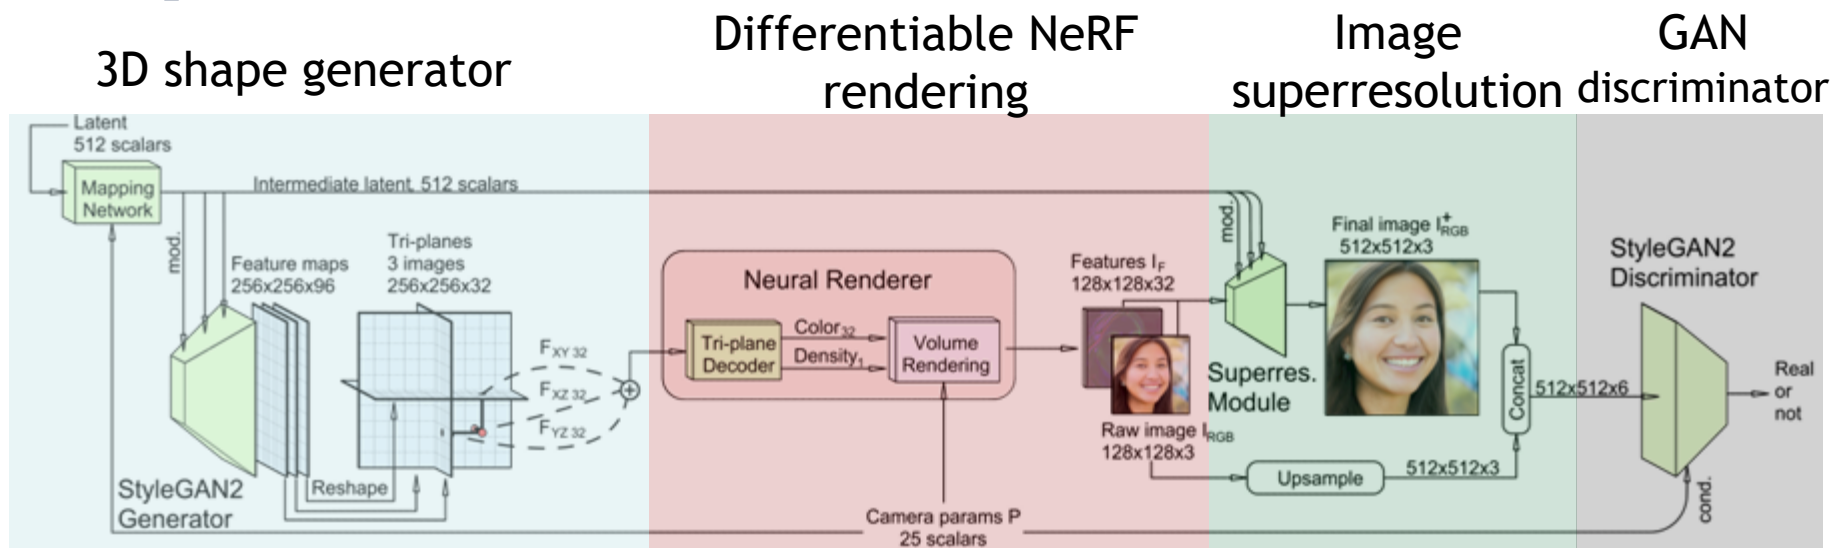 3D shape generator
Differentiable NeRF
rendering
Image
superresolution
GAN
discriminator
Latent
512 scalars
Mapping
Network
Intermediate latent, 512 scalars
mod.
Feature maps
256x256x96
Tri-planes
3 images
256x256x32
F_XY 32
F_XZ 32
F_YZ 32
Reshape
StyleGAN2
Generator
Neural Renderer
Tri-plane
Decoder
Color32
Density1
Volume
Rendering
Features I_F
128x128x32
Raw image I_RGB
128x128x3
Camera params P
25 scalars
mod.
Superres.
Module
Final image I⁺_RGB
512x512x3
Upsample
512x512x3
Concat
512x512x6
StyleGAN2
Discriminator
Real
or
not
cond.